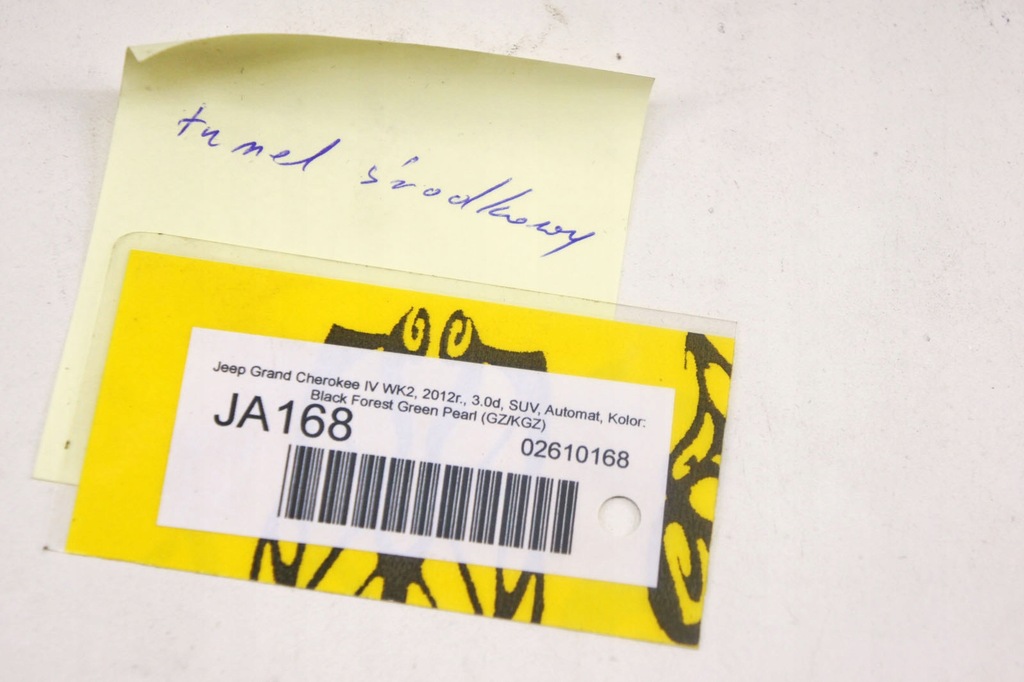 tunel środkowy
Jeep Grand Cherokee IV WK2, 2012r., 3.0d, SUV, Automat, Kolor:
Black Forest Green Pearl (GZ/KGZ)
JA168
02610168